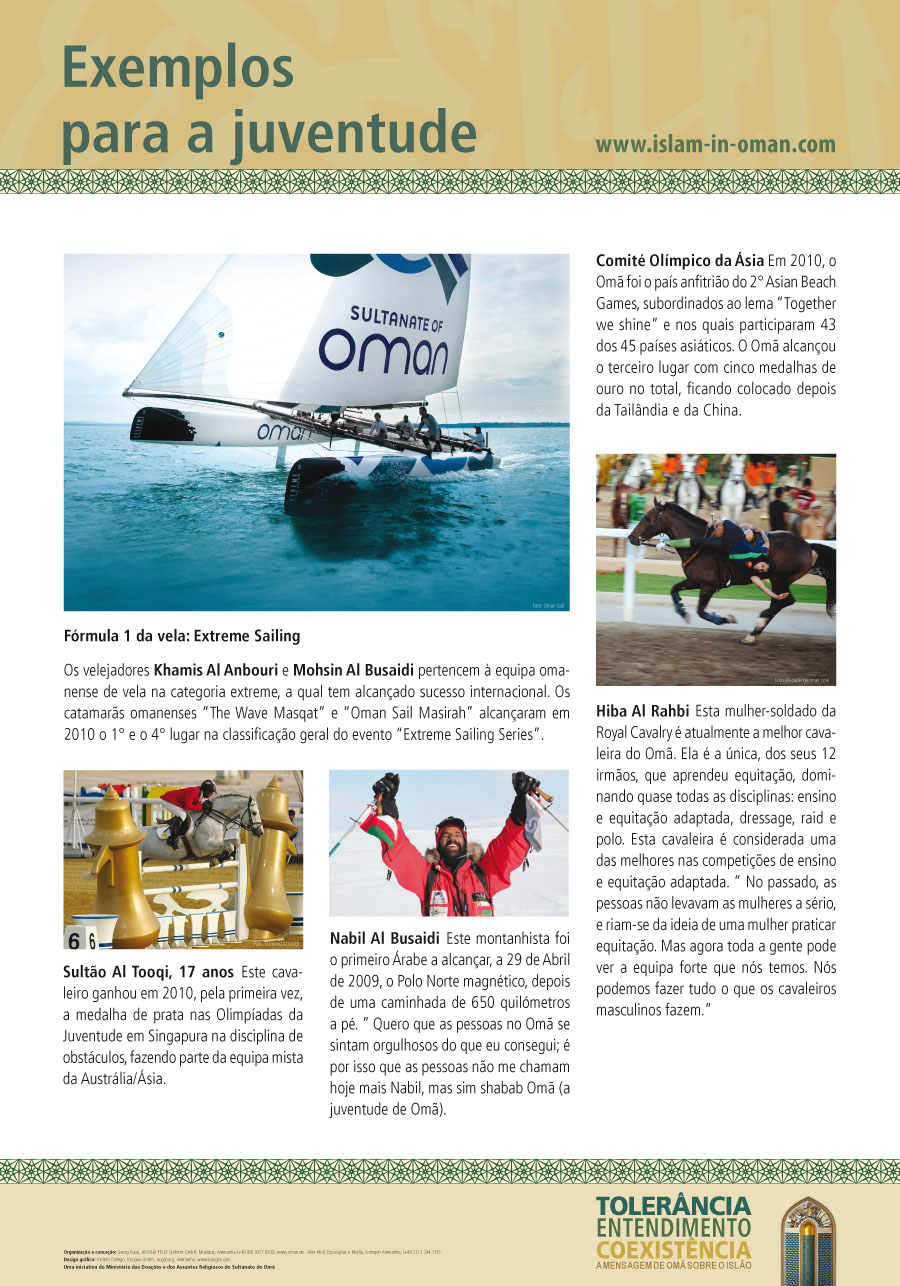 Exemplos
para a juventude
www.islam-in-oman.com
SULTANATE OF
oman
oman
Foto: Oman Sail
Fórmula 1 da vela: Extreme Sailing
Os velejadores Khamis Al Anbouri e Mohsin Al Busaidi pertencem à equipa oma-
nense de vela na categoria extreme, a qual tem alcançado sucesso internacional. Os
catamarãs omanenses “The Wave Masqat” e “Oman Sail Masirah” alcançaram em
2010 o 1° e o 4° lugar na classificação geral do evento “Extreme Sailing Series”.
6 6
Sultão Al Tooqi, 17 anos Este cava-
leiro ganhou em 2010, pela primeira vez,
a medalha de prata nas Olimpíadas da
Juventude em Singapura na disciplina de
obstáculos, fazendo parte da equipa mista
da Austrália/Ásia.
Nabil Al Busaidi Este montanhista foi
o primeiro Árabe a alcançar, a 29 de Abril
de 2009, o Polo Norte magnético, depois
de uma caminhada de 650 quilómetros
a pé. ” Quero que as pessoas no Omã se
sintam orgulhosos do que eu consegui; é
por isso que as pessoas não me chamam
hoje mais Nabil, mas sim shabab Omã (a
juventude de Omã).
Comité Olímpico da Ásia Em 2010, o
Omã foi o país anfitrião do 2° Asian Beach
Games, subordinados ao lema “Together
we shine” e nos quais participaram 43
dos 45 países asiáticos. O Omã alcançou
o terceiro lugar com cinco medalhas de
ouro no total, ficando colocado depois
da Tailândia e da China.
Hiba Al Rahbi Esta mulher-soldado da
Royal Cavalry é atualmente a melhor cava-
leira do Omã. Ela é a única, dos seus 12
irmãos, que aprendeu equitação, domi-
nando quase todas as disciplinas: ensino
e equitação adaptada, dressage, raid e
polo. Esta cavaleira é considerada uma
das melhores nas competições de ensino
e equitação adaptada. “ No passado, as
pessoas não levavam as mulheres a sério,
e riam-se da ideia de uma mulher praticar
equitação. Mas agora toda a gente pode
ver a equipa forte que nós temos. Nós
podemos fazer tudo o que os cavaleiros
masculinos fazem.”
Uma iniciativa do Ministério das Doações e dos Assuntos Religiosos do Sultanato de Omã
TOLERÂNCIA
ENTENDIMENTO
COEXISTÊNCIA
A MENSAGEM DE OMÃ SOBRE O ISLÃO